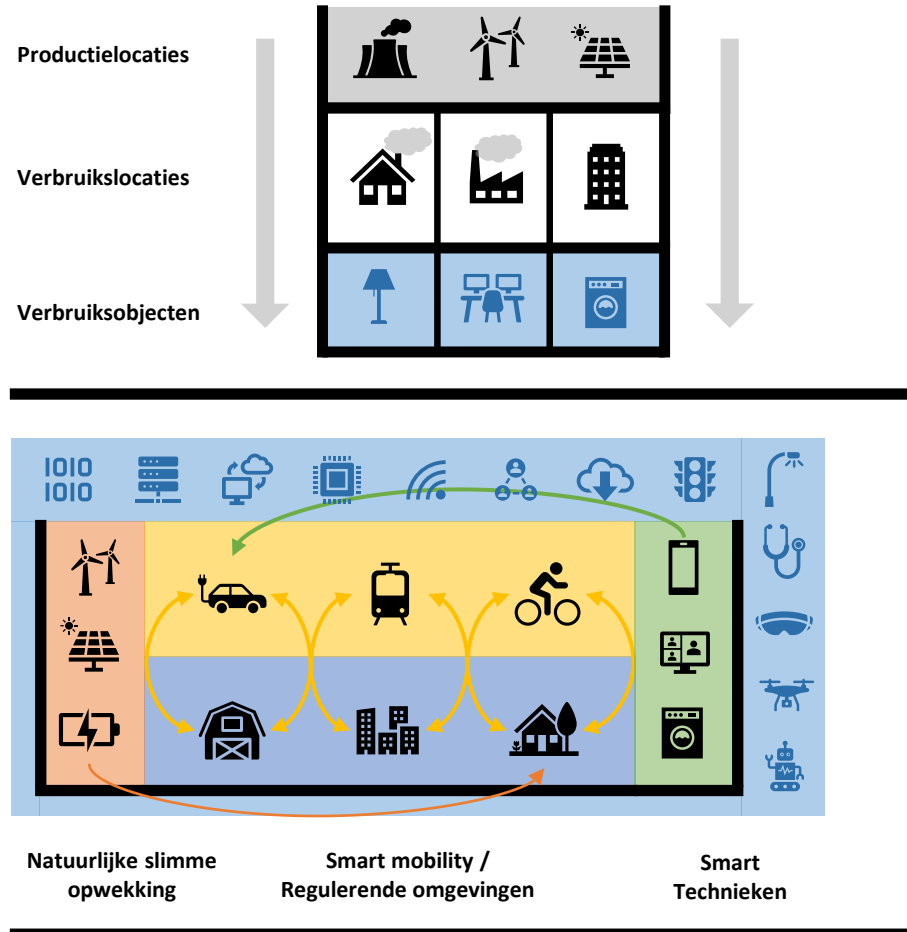 Productielocaties
Verbruikslocaties
Verbruiksobjecten
1010
1010
Natuurlijke slimme
opwekking
Smart mobility /
Regulerende omgevingen
Smart
Technieken